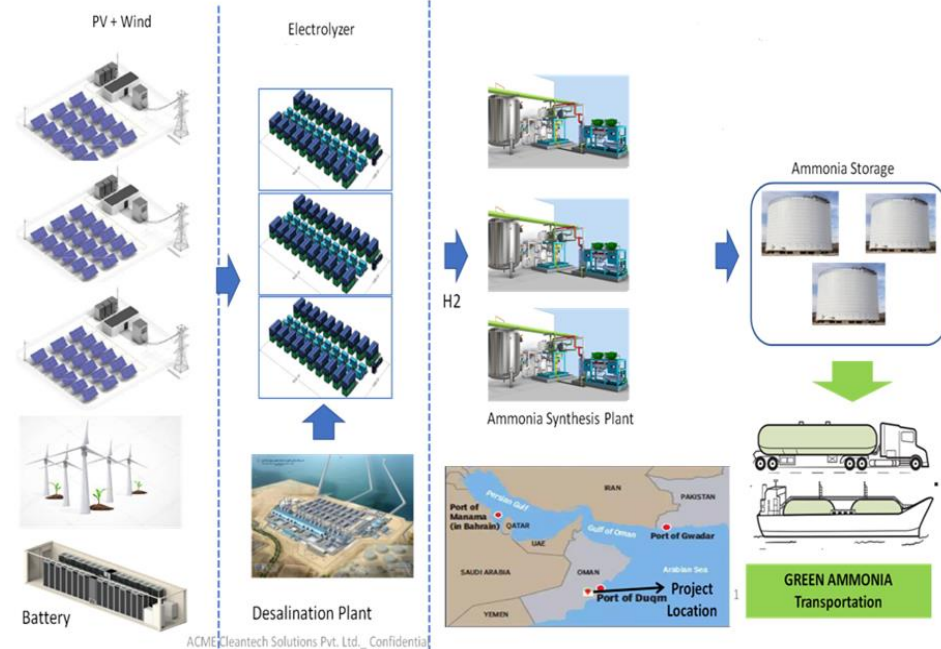 PV + Wind
Electrolyzer
H2
Ammonia Synthesis Plant
Ammonia Storage
Battery
Desalination Plant
IRAN
PAKISTAN
Persian Gulf
Port of
Manama
(in Bahrain)
QATAR
Gulf of Oman
Port of Gwadar
UAE
SAUDI ARABIA
OMAN
Arabian Sea
Port of Duqm
Project
Location
YEMEN
1
GREEN AMMONIA
Transportation
ACME Cleantech Solutions Pvt. Ltd._ Confidential